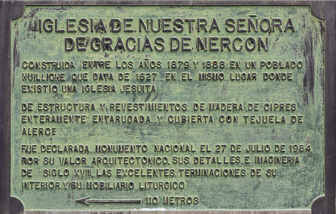 IGLESIA DE NUESTRA SEÑORA
DE GRACIAS DE NERCON
CONSTRUIDA ENTRE LOS AÑOS 1879 Y 1888 EN UN POBLADO
HUILLICHE QUE DATA DE 1627 EN EL MISMO LUGAR DONDE
EXISTIO UNA IGLESIA JESUITA
DE ESTRUCTURA Y REVESTIMIENTOS DE MADERA DE CIPRES
ENTERAMENTE ENTARUGADA Y CUBIERTA CON TEJUELA DE
ALERCE
FUE DECLARADA MONUMENTO NACIONAL EL 27 DE JULIO DE 1984
POR SU VALOR ARQUITECTONICO, SUS DETALLES E IMAGINERIA
DE SIGLO XVIII, LAS EXCELENTES TERMINACIONES DE SU
INTERIOR Y SU MOBILIARIO LITURGICO
110 METROS